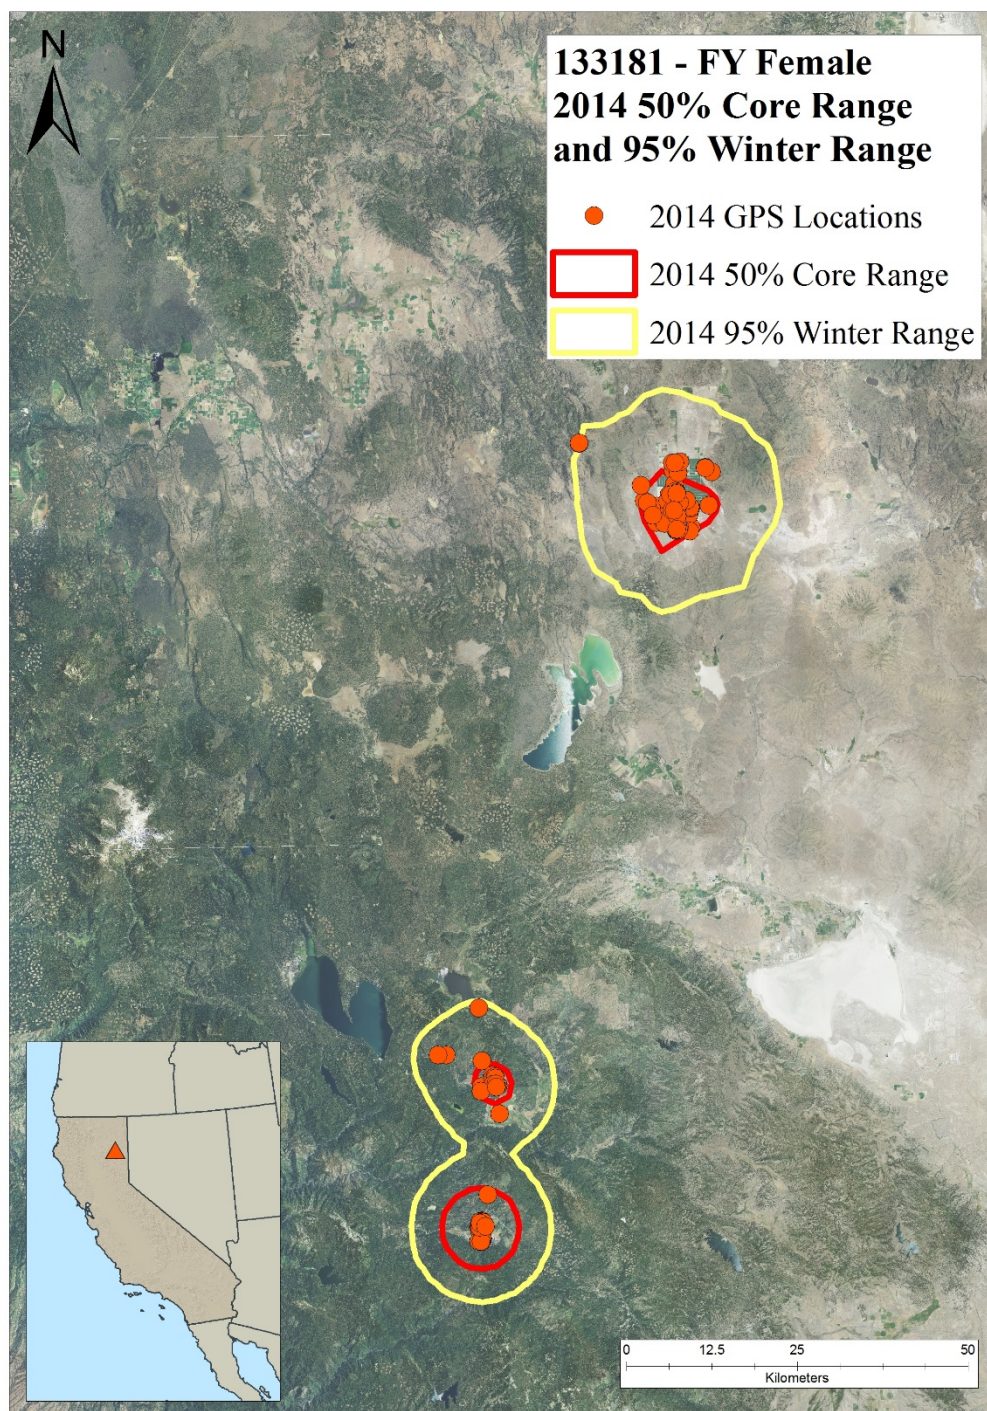 N
133181 - FY Female
2014 50% Core Range
and 95% Winter Range
2014 GPS Locations
2014 50% Core Range
2014 95% Winter Range
0 12.5 25 50
Kilometers